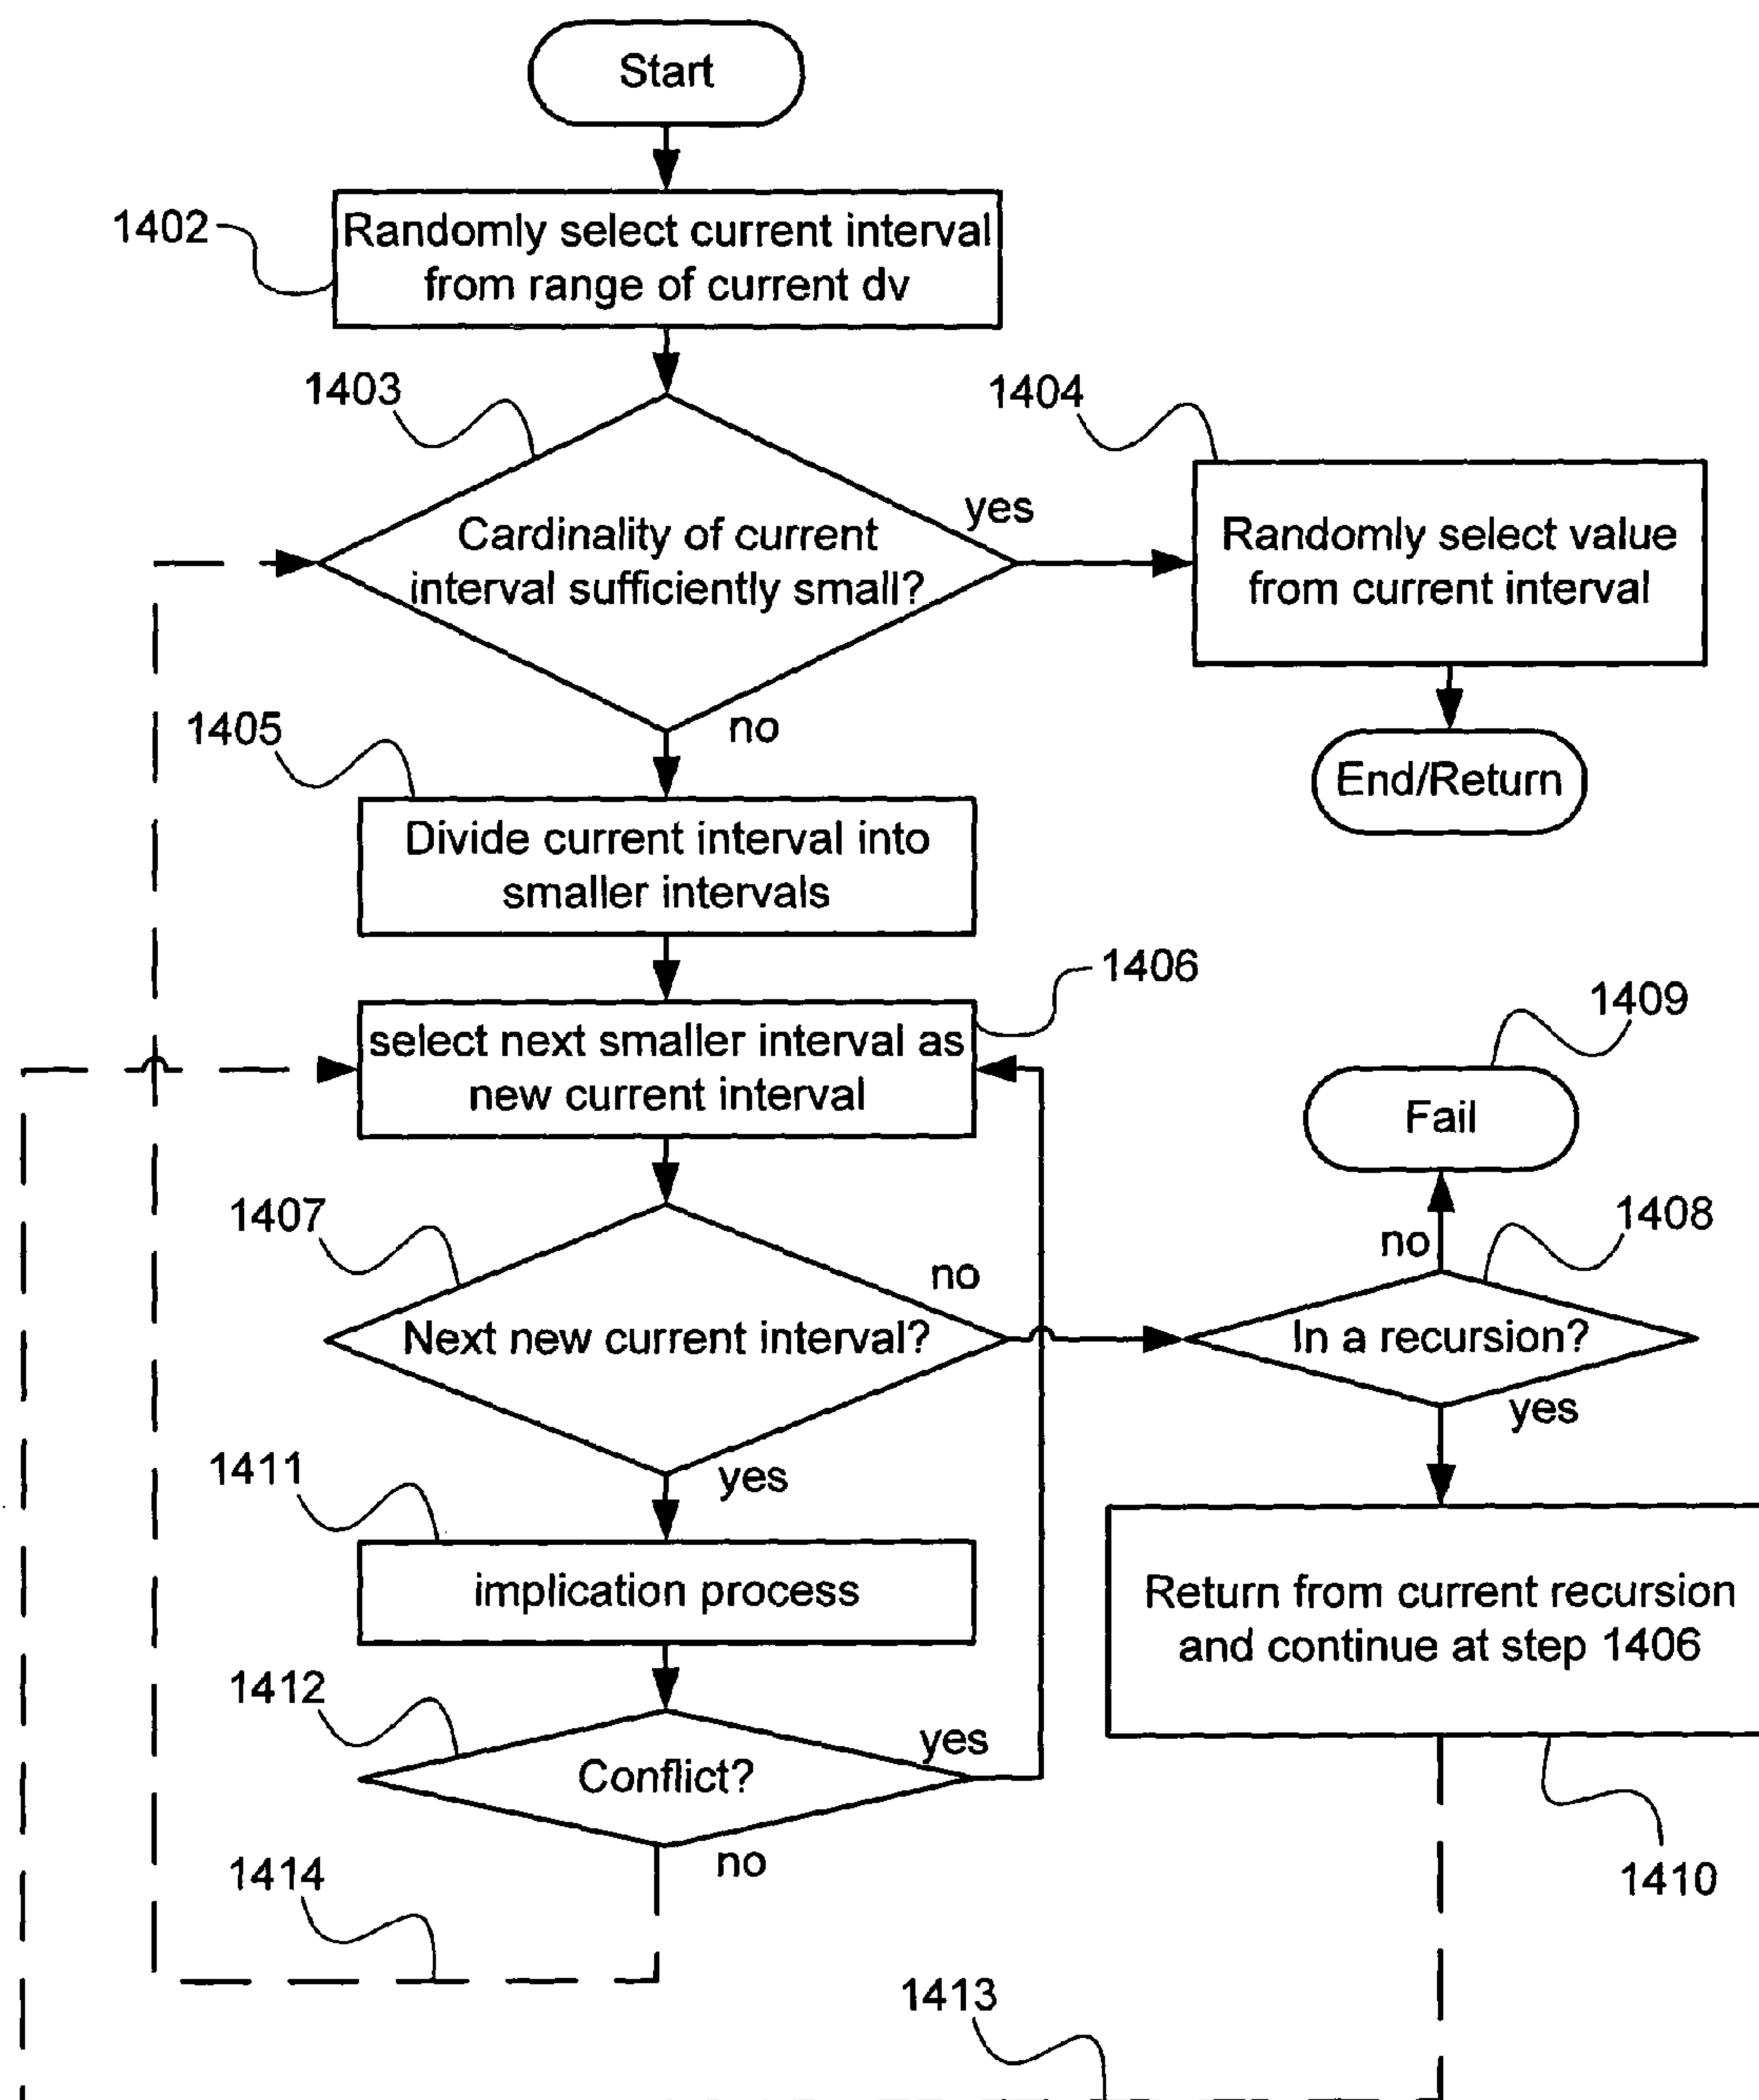 Start
1402
Randomly select current interval
from range of current dv
1403
1404
Cardinality of current
interval sufficiently small?
yes
Randomly select value
from current interval
no
1405
End/Return
Divide current interval into
smaller intervals
1406
select next smaller interval as
new current interval
1409
Fail
1407
no
no
1408
Next new current interval?
In a recursion?
yes
yes
1411
implication process
Return from current recursion
and continue at step 1406
1412
yes
Conflict?
no
1414
1410
1413